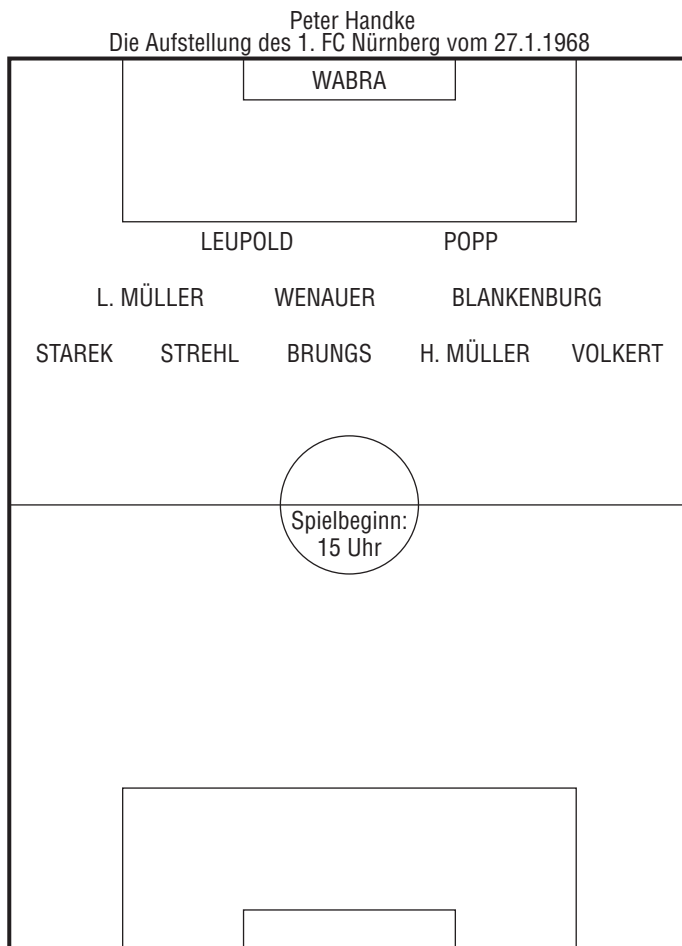 Peter Handke
Die Aufstellung des 1. FC Nürnberg vom 27.1.1968
WABRA
LEUPOLD POPP
L. MÜLLER WENAUER BLANKENBURG
STAREK STREHL BRUNGS H. MÜLLER VOLKERT
Spielbeginn:
15 Uhr